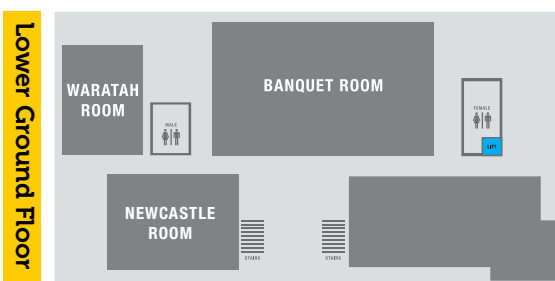 Lower Ground Floor
WARATAH
ROOM
BANQUET ROOM
MALE
FEMALE
LIFT
NEWCASTLE
ROOM
STAIRS
STAIRS